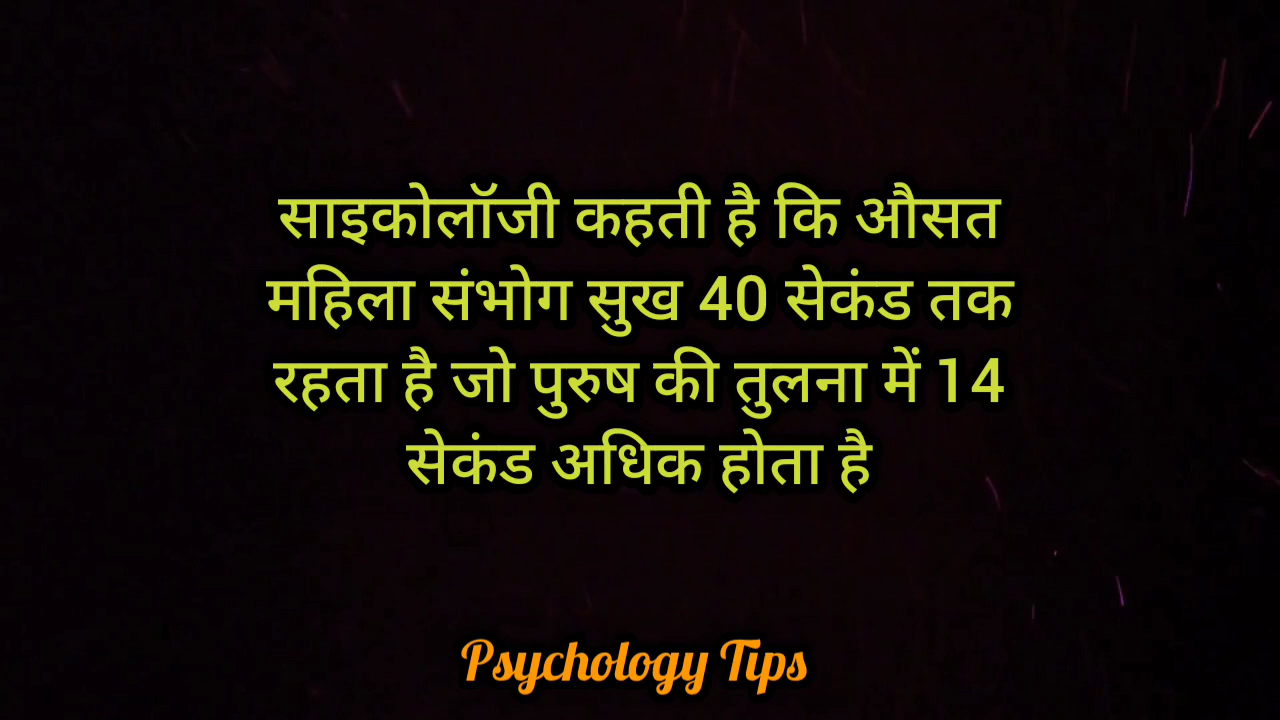 साइकोलॉजी कहती है कि औसत
महिला संभोग सुख 40 सेकंड तक
रहता है जो पुरुष की तुलना में 14
सेकंड अधिक होता है
Psychology Tips